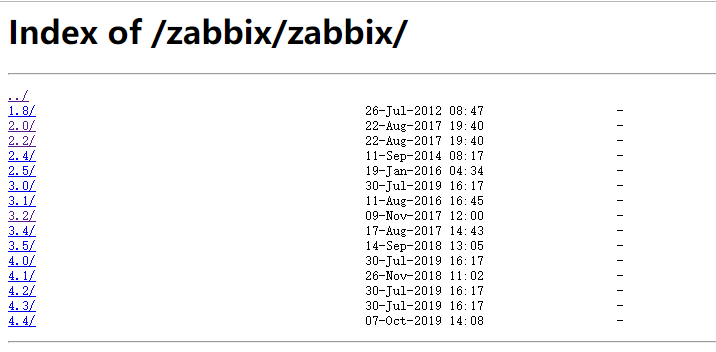 Index of /zabbix/zabbix/
../
1.8/ 26-Jul-2012 08:47 -
2.0/ 22-Aug-2017 19:40 -
2.2/ 22-Aug-2017 19:40 -
2.4/ 11-Sep-2014 08:17 -
2.5/ 19-Jan-2016 04:34 -
3.0/ 30-Jul-2019 16:17 -
3.1/ 11-Aug-2016 16:45 -
3.2/ 09-Nov-2017 12:00 -
3.4/ 17-Aug-2017 14:43 -
3.5/ 14-Sep-2018 13:05 -
4.0/ 30-Jul-2019 16:17 -
4.1/ 26-Nov-2018 11:02 -
4.2/ 30-Jul-2019 16:17 -
4.3/ 30-Jul-2019 16:17 -
4.4/ 07-Oct-2019 14:08 -